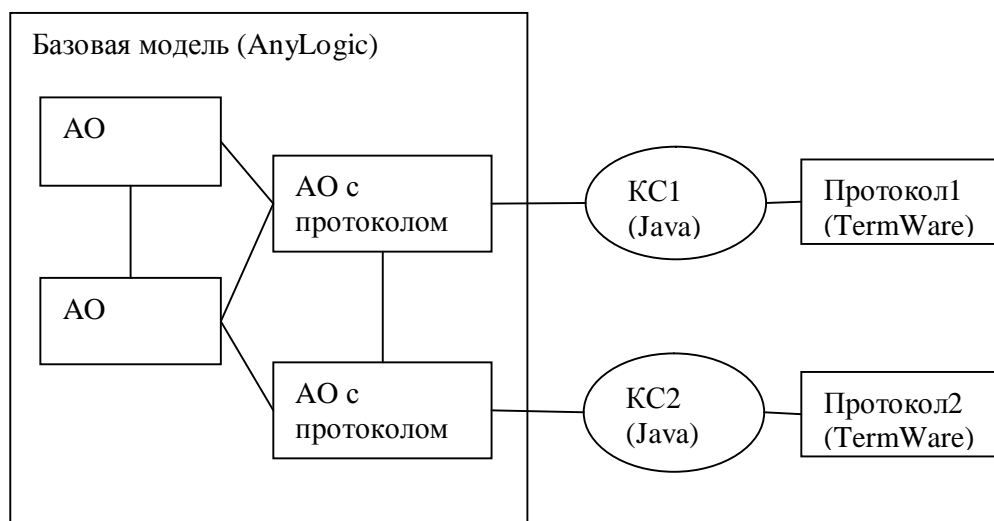 Базовая модель (AnyLogic)
АО
АО с
протоколом
КС1
(Java)
Протокол1
(TermWare)
АО
АО с
протоколом
КС2
(Java)
Протокол2
(TermWare)